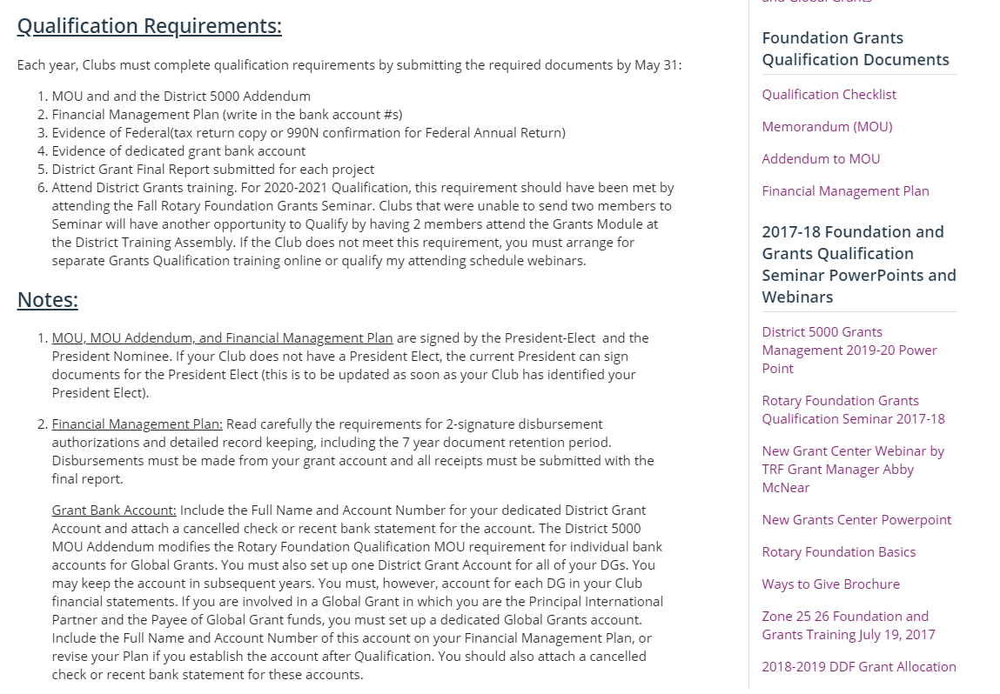 Qualification Requirements:
Each year, Clubs must complete qualification requirements by submitting the required documents by May 31:
1. MOU and and the District 5000 Addendum
2. Financial Management Plan (write in the bank account #s)
3. Evidence of Federal(tax return copy or 990N confirmation for Federal Annual Return)
4. Evidence of dedicated grant bank account
5. District Grant Final Report submitted for each project
6. Attend District Grants training. For 2020-2021 Qualification, this requirement should have been met by
attending the Fall Rotary Foundation Grants Seminar. Clubs that were unable to send two members to
Seminar will have another opportunity to Qualify by having 2 members attend the Grants Module at
the District Training Assembly. If the Club does not meet this requirement, you must arrange for
separate Grants Qualification training online or qualify my attending schedule webinars.
Notes:
1. MOU, MOU Addendum, and Financial Management Plan are signed by the President-Elect and the
President Nominee. If your Club does not have a President Elect, the current President can sign
documents for the President Elect (this is to be updated as soon as your Club has identified your
President Elect).
2. Financial Management Plan: Read carefully the requirements for 2-signature disbursement
authorizations and detailed record keeping, including the 7 year document retention period.
Disbursements must be made from your grant account and all receipts must be submitted with the
final report.
Grant Bank Account: Include the Full Name and Account Number for your dedicated District Grant
Account and attach a cancelled check or recent bank statement for the account. The District 5000
MOU Addendum modifies the Rotary Foundation Qualification MOU requirement for individual bank
accounts for Global Grants. You must also set up one District Grant Account for all of your DGs. You
may keep the account in subsequent years. You must, however, account for each DG in your Club
financial statements. If you are involved in a Global Grant in which you are the Principal International
Partner and the Payee of Global Grant funds, you must set up a dedicated Global Grants account.
Include the Full Name and Account Number of this account on your Financial Management Plan, or
revise your Plan if you establish the account after Qualification. You should also attach a cancelled
check or recent bank statement for these accounts.
and Global Grants
Foundation Grants
Qualification Documents
Qualification Checklist
Memorandum (MOU)
Addendum to MOU
Financial Management Plan
2017-18 Foundation and
Grants Qualification
Seminar PowerPoints and
Webinars
District 5000 Grants
Management 2019-20 Power
Point
Rotary Foundation Grants
Qualification Seminar 2017-18
New Grant Center Webinar by
TRF Grant Manager Abby
McNear
New Grants Center Powerpoint
Rotary Foundation Basics
Ways to Give Brochure
Zone 25 26 Foundation and
Grants Training July 19, 2017
2018-2019 DDF Grant Allocation